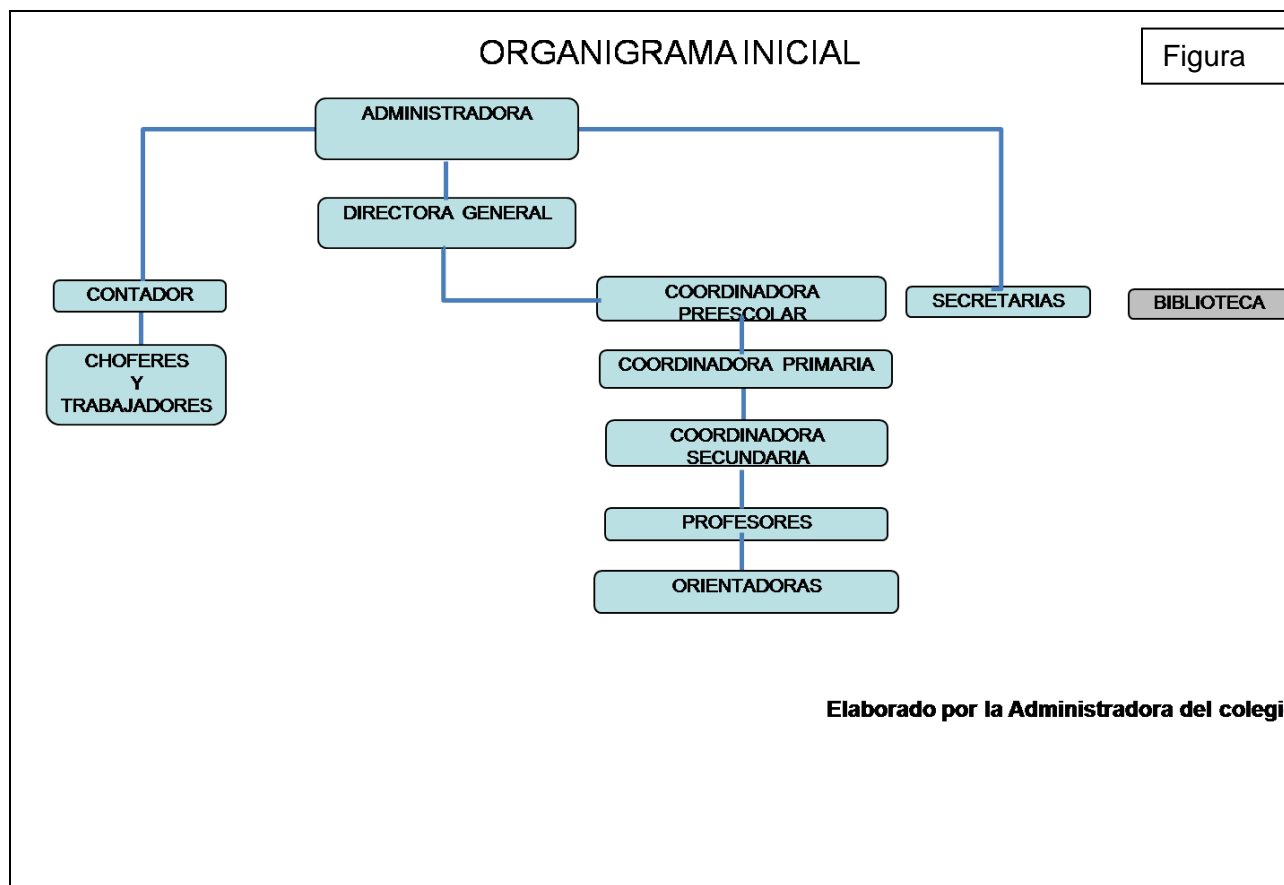 ORGANIGRAMA INICIAL
Figura
ADMINISTRADORA
DIRECTORA GENERAL
CONTADOR
COORDINADORA
PREESCOLAR
SECRETARIAS
BIBLIOTECA
CHOFERES
Y
TRABAJADORES
COORDINADORA PRIMARIA
COORDINADORA
SECUNDARIA
PROFESORES
ORIENTADORAS
Elaborado por la Administradora del colegi